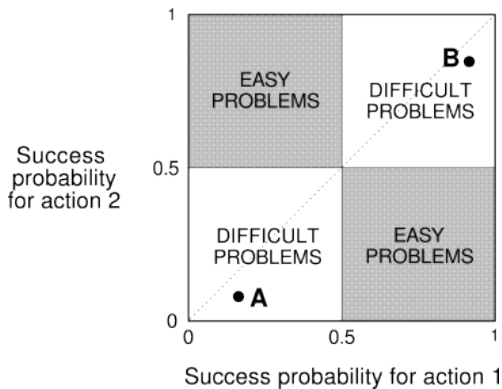 1
B
EASY
PROBLEMS
DIFFICULT
PROBLEMS
Success
probability
for action 2
0.5
DIFFICULT
PROBLEMS
EASY
PROBLEMS
A
0
0
0.5
1
Success probability for action 1